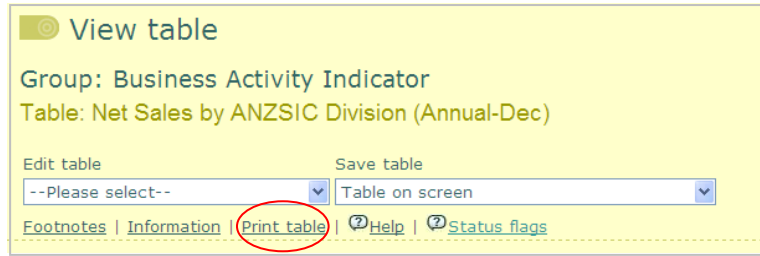 View table
Group: Business Activity Indicator
Table: Net Sales by ANZSIC Division (Annual-Dec)
Edit table Save table
--Please select-- Table on screen
Footnotes | Information | Print table | Help | Status flags